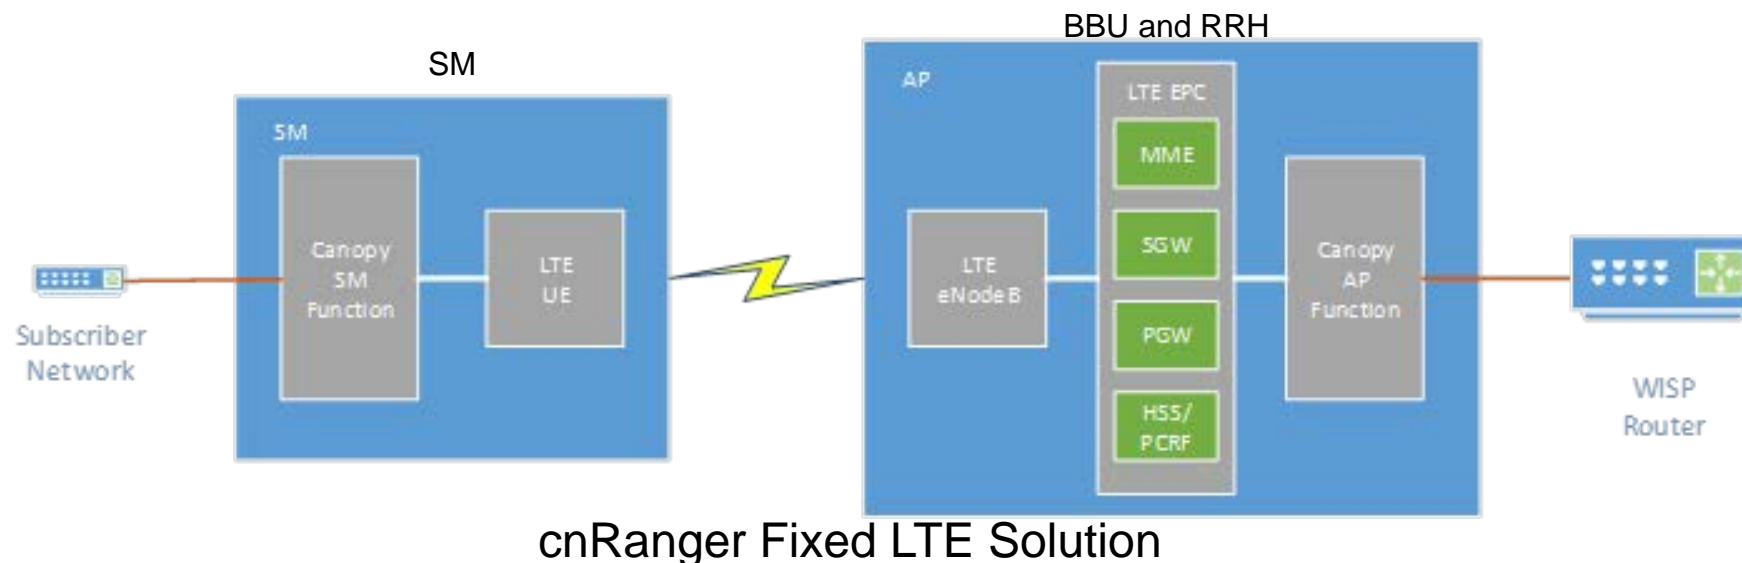 BBU and RRH
SM
AP
LTE EPC
SM
MME
Canopy
SM
Function
LTE
UE
LTE
eNodeB
SGW
Canopy
AP
Function
PGW
HSS/
PCRF
Subscriber
Network
WISP
Router
cnRanger Fixed LTE Solution